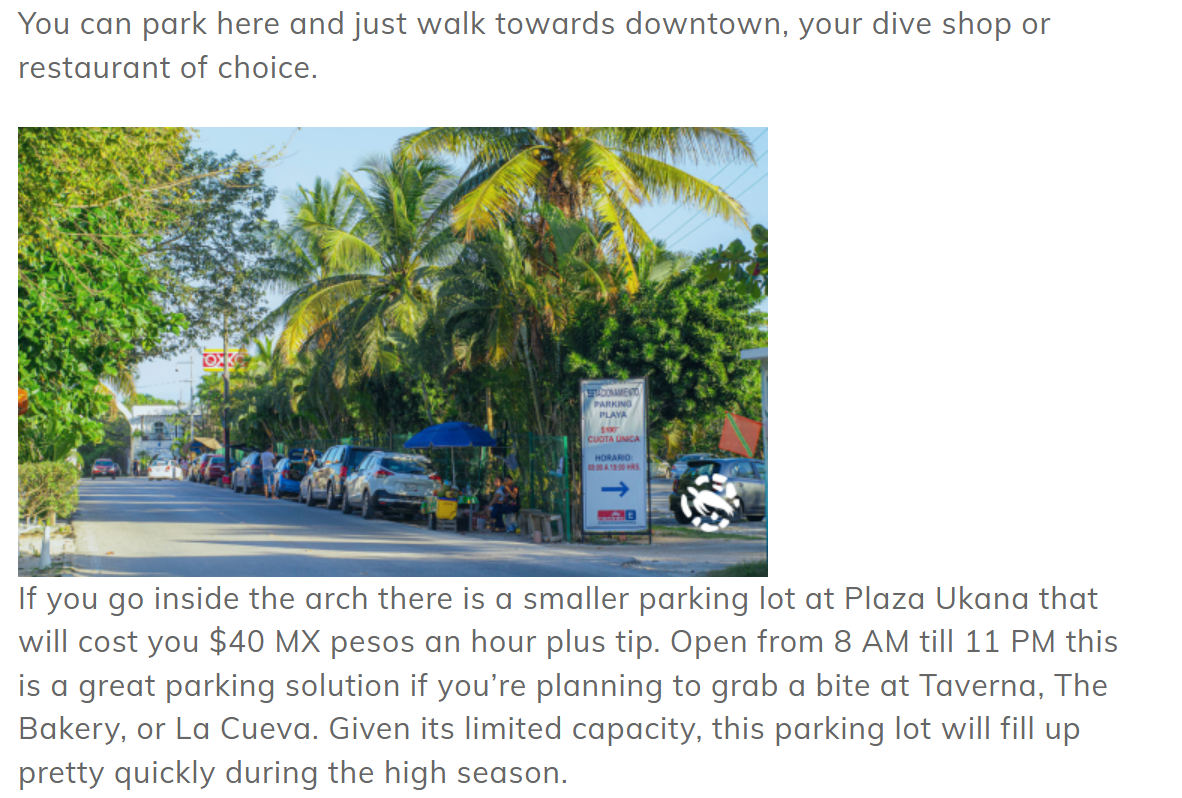 You can park here and just walk towards downtown, your dive shop or
restaurant of choice.
OXXO
ESTACIONAMIENTO
PARKING
PLAYA
$100
CUOTA UNICA
HORARIO:
If you go inside the arch there is a smaller parking lot at Plaza Ukana that
will cost you $40 MX pesos an hour plus tip. Open from 8 AM till 11 PM this
is a great parking solution if you’re planning to grab a bite at Taverna, The
Bakery, or La Cueva. Given its limited capacity, this parking lot will fill up
pretty quickly during the high season.